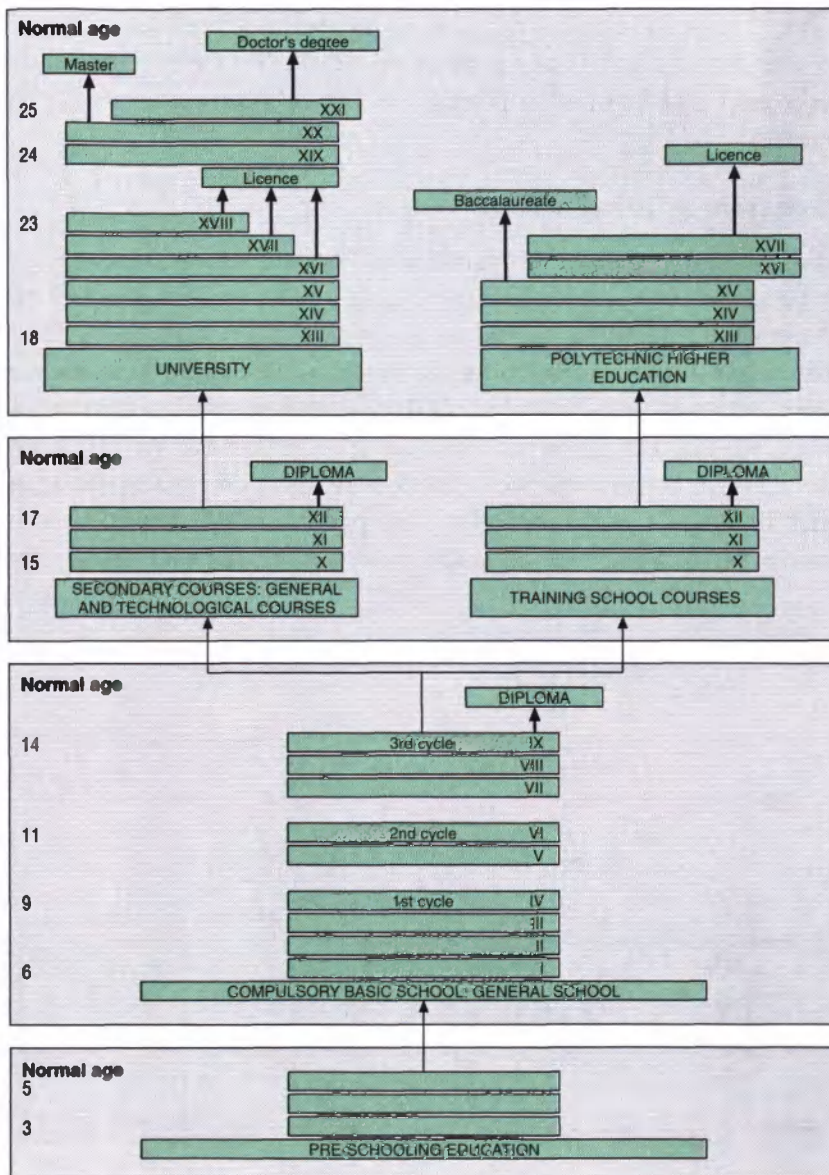 Normal age
Doctor's degree
Master
25
XXI
XX
24
XIX
Licence
Licence
Baccalaureate
23
XVIII
XVII
XVII
XVI
XVI
XV
XV
XIV
XIV
18
XIII
XIII
UNIVERSITY
POLYTECHNIC HIGHER
EDUCATION
Normal age
DIPLOMA
DIPLOMA
17
XII
XII
XI
XI
15
X
X
SECONDARY COURSES: GENERAL
AND TECHNOLOGICAL COURSES
TRAINING SCHOOL COURSES
Normal age
DIPLOMA
14
3rd cycle IX
VIII
VII
11
2nd cycle VI
V
9
1st cycle IV
III
II
6
I
COMPULSORY BASIC SCHOOL: GENERAL SCHOOL
Normal age
5
3
PRE-SCHOOLING EDUCATION